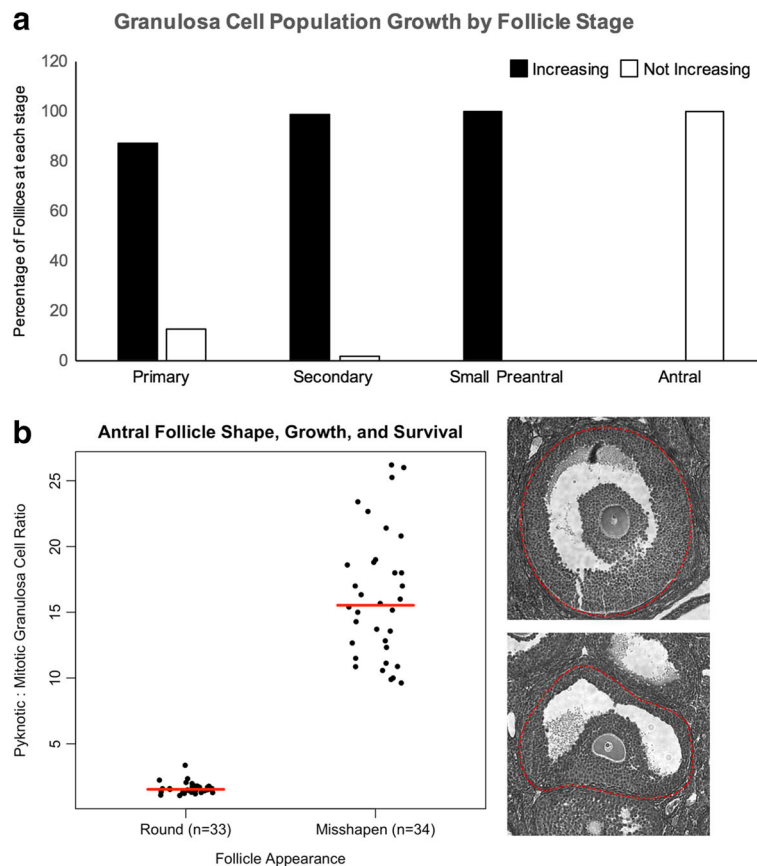 a
Granulosa Cell Population Growth by Follicle Stage
Increasing
Not Increasing
Percentage of Follilces at each stage
120
100
80
60
40
20
0
Primary
Secondary
Small Preantral
Antral
b
Antral Follicle Shape, Growth, and Survival
Pyknotic : Mitotic Granulosa Cell Ratio
25
20
15
10
5
Round (n=33)
Misshapen (n=34)
Follicle Appearance